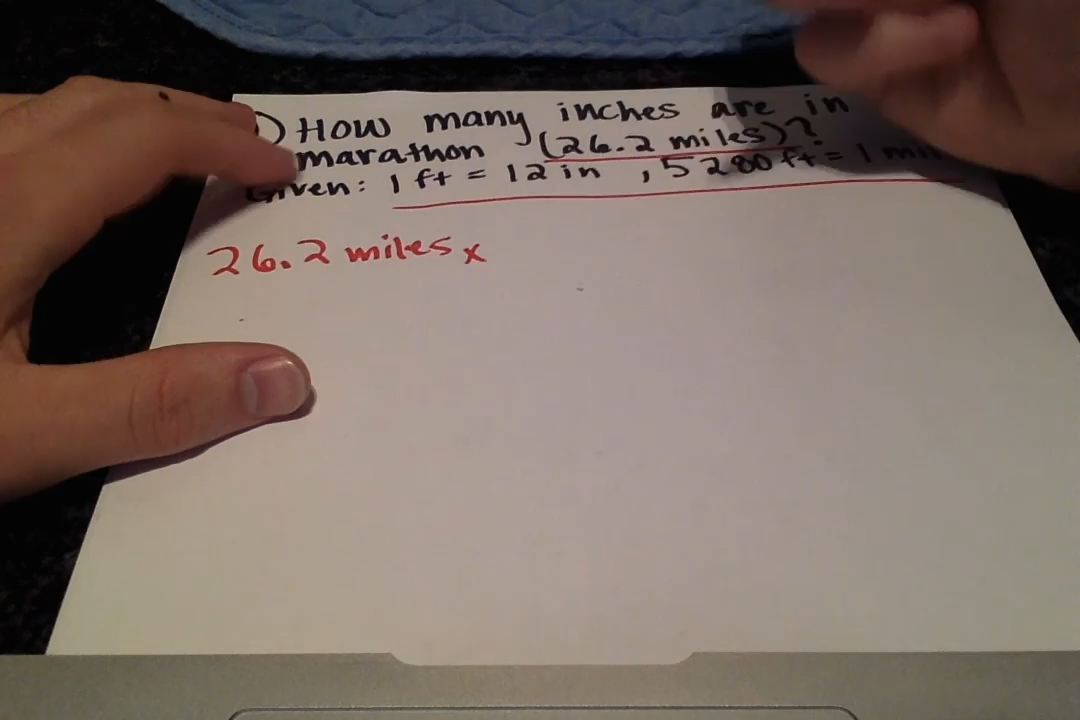 ) How many inches are in
marathon (26.2 miles)?
Given: 1 ft = 12 in , 5280 ft = 1
26.2 miles x